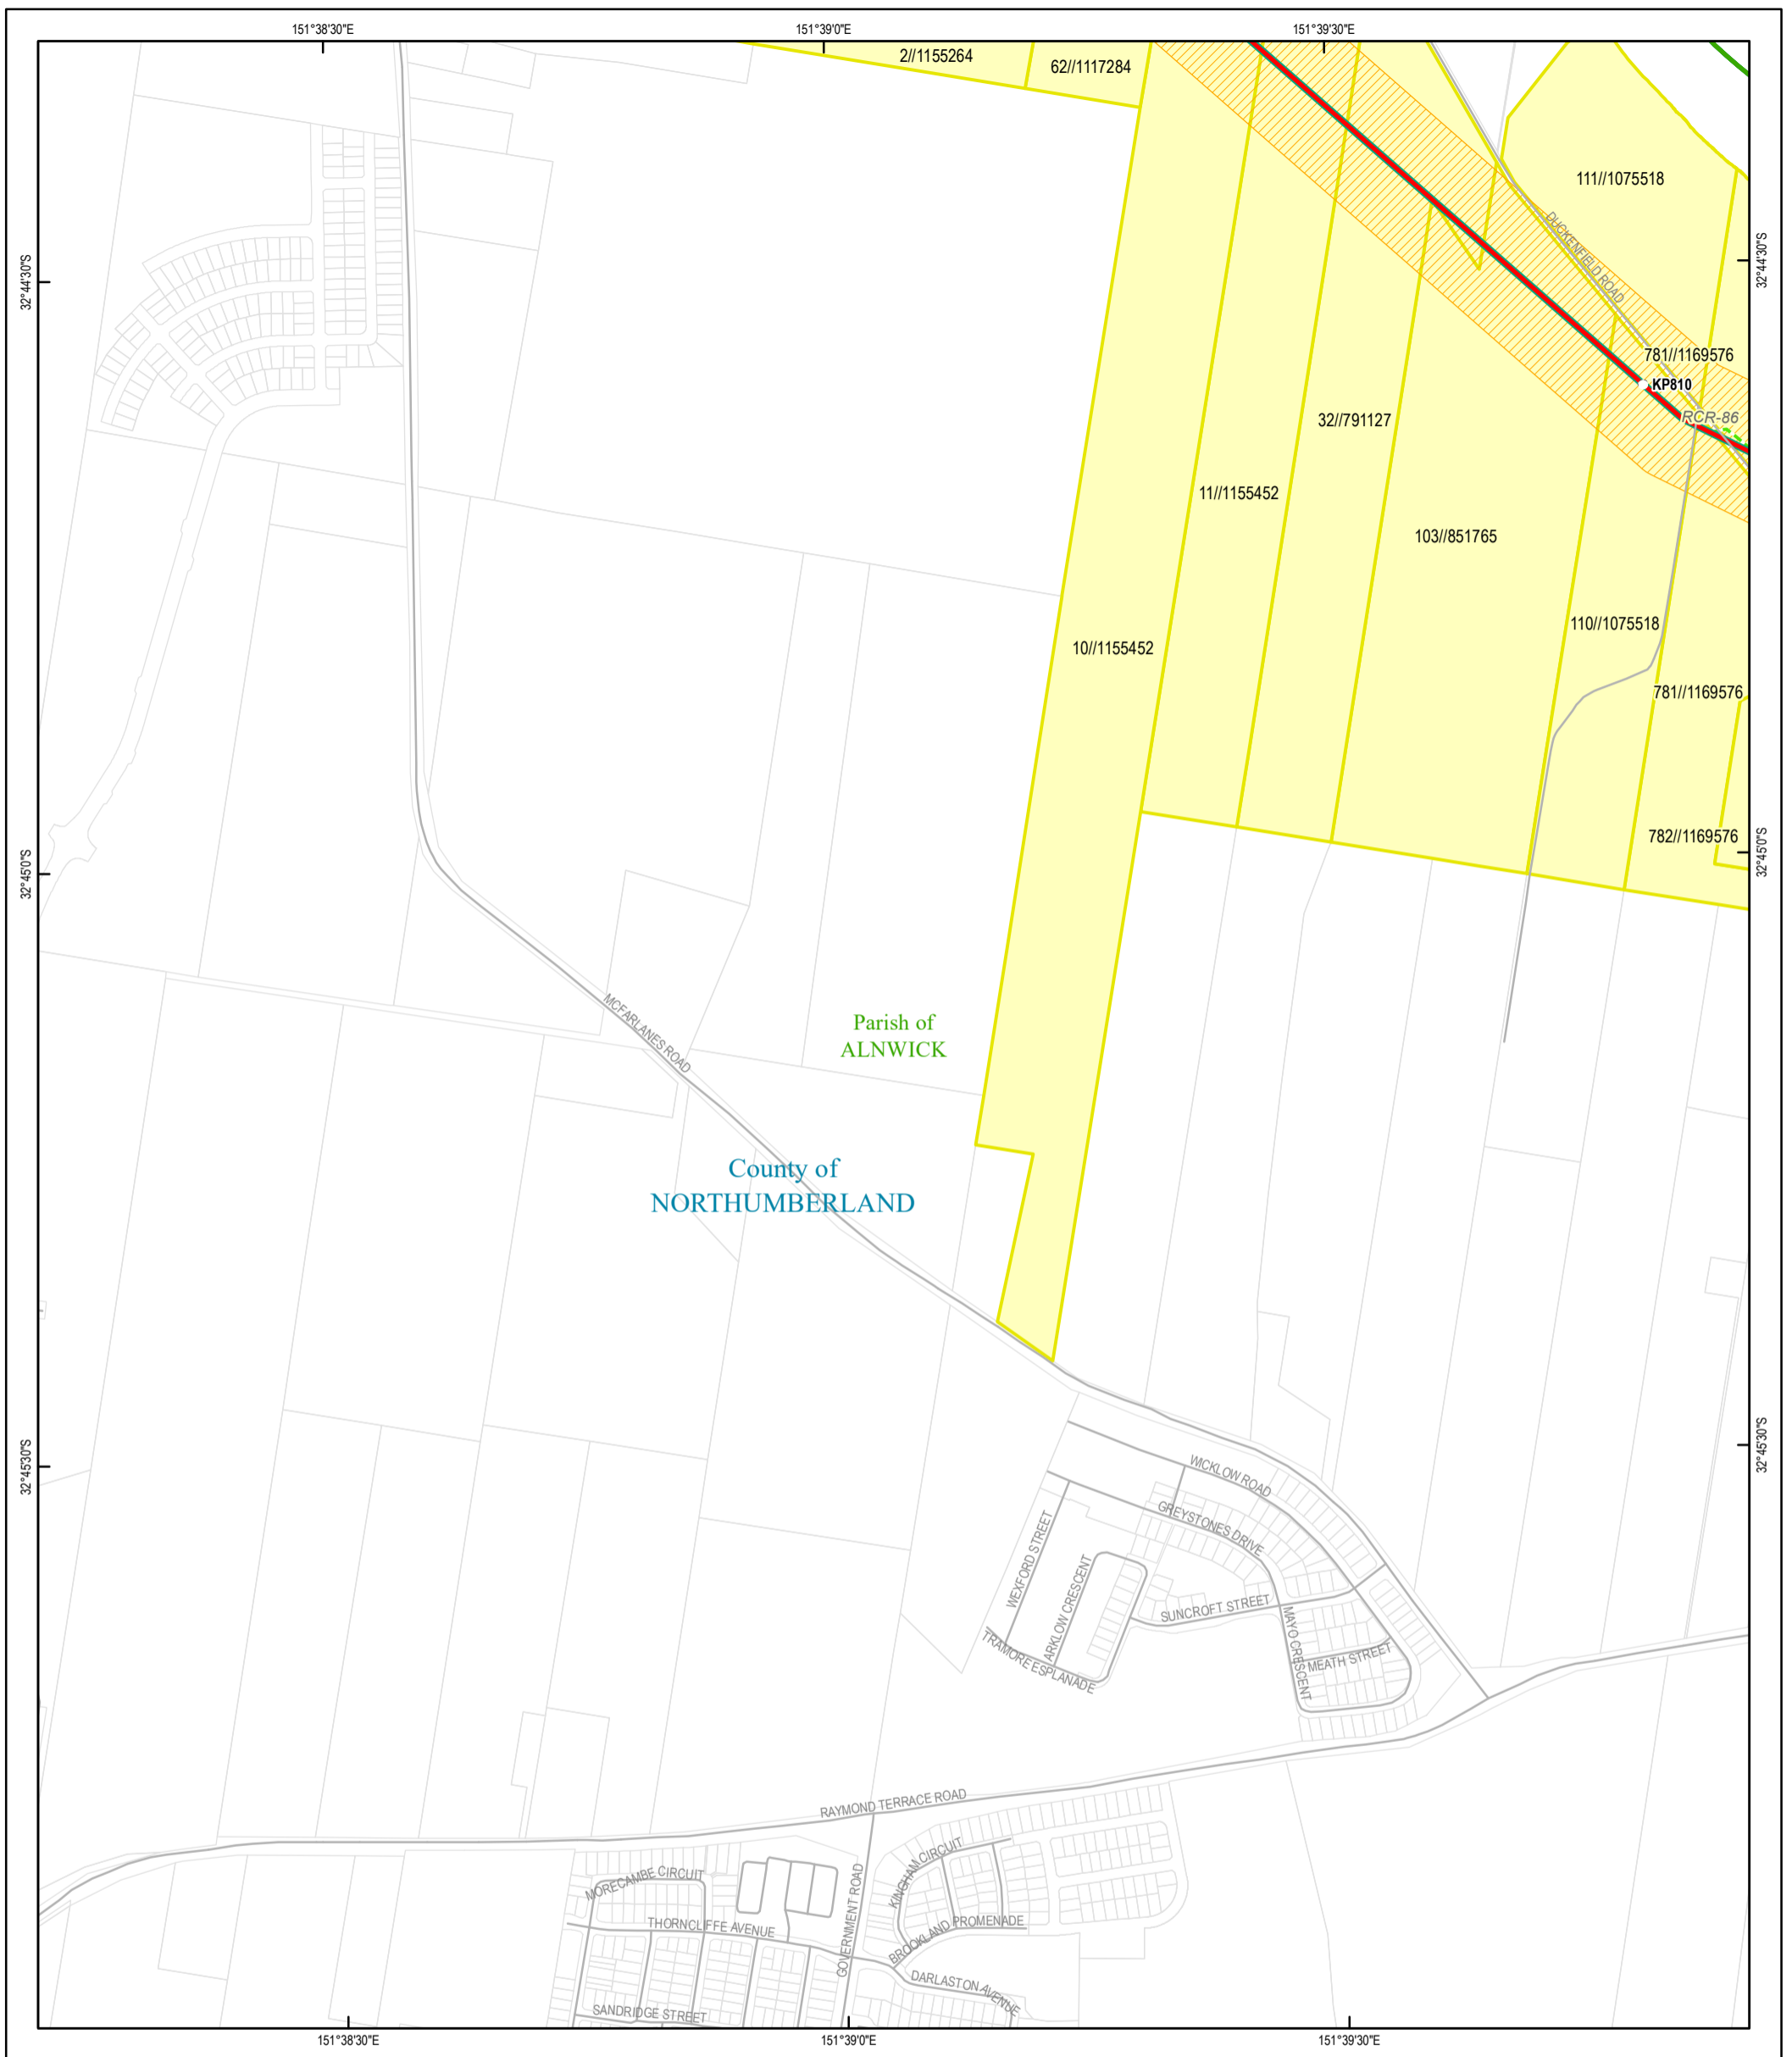 151°38'30"E
151°39'0"E
151°39'30"E
2//1155264
62//1117284
111//1075518
DUCKENFIELD ROAD
32°44'30"S
32°44'30"S
781//1169576
KP810
RCR-86
32//791127
11//1155452
103//851765
110//1075518
10//1155452
781//1169576
782//1169576
32°45'0"S
32°45'0"S
MCFARLANES ROAD
Parish of
ALNWICK
County of
NORTHUMBERLAND
32°45'30"S
32°45'30"S
WICKLOW ROAD
GREYSTONES DRIVE
WEXFORD STREET
ARKLOW CRESCENT
SUNCROFT STREET
MAYO CRESCENT
MEATH STREET
TRAMORE ESPLANADE
RAYMOND TERRACE ROAD
KINGHAM CIRCUIT
MORECAMBE CIRCUIT
GOVERNMENT ROAD
THORNCLIFFE AVENUE
BROOKLAND PROMENADE
DARLASTON AVENUE
SANDRIDGE STREET
151°38'30"E
151°39'0"E
151°39'30"E